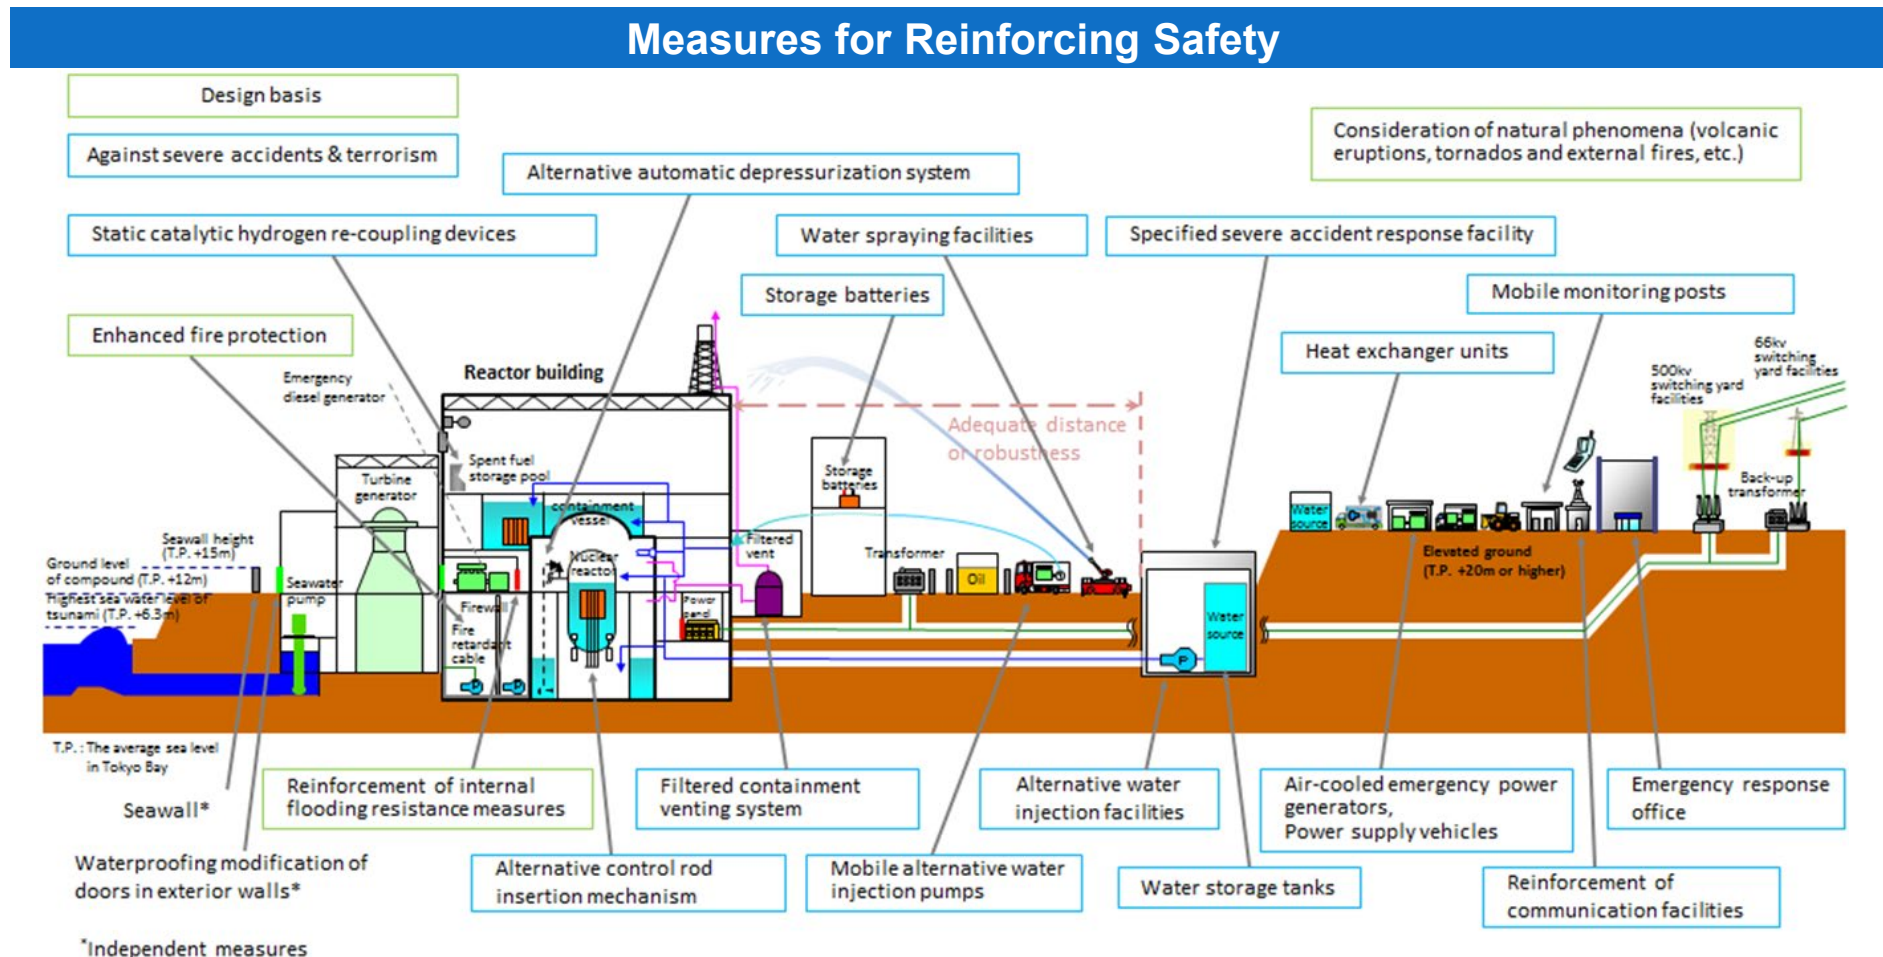 Measures for Reinforcing Safety
Design basis
Against severe accidents & terrorism
Alternative automatic depressurization system
Consideration of natural phenomena (volcanic
eruptions, tornados and external fires, etc.)
Static catalytic hydrogen re-coupling devices
Water spraying facilities
Specified severe accident response facility
Storage batteries
Mobile monitoring posts
Enhanced fire protection
Heat exchanger units
Emergency
diesel generator
Reactor building
66kv
switching
yard facilities
500kv
switching yard
facilities
Adequate distance
or robustness
Spent fuel
storage pool
Turbine
generator
Storage
batteries
Back-up
transformer
containment
vessel
Water
source
Seawall height
(T.P. +15m)
Filtered
vent
Transformer
Nuclear
reactor
Elevated ground
(T.P. +20m or higher)
Ground level
of compound (T.P. +12m)
highest sea water level of
tsunami (T.P. +6.3m)
Seawater
pump
Oil
Firewall
Power
panel
Fire
retardant
cable
Water
source
P
P
P
T.P. : The average sea level
in Tokyo Bay
Seawall*
Reinforcement of internal
flooding resistance measures
Filtered containment
venting system
Alternative water
injection facilities
Air-cooled emergency power
generators,
Power supply vehicles
Emergency response
office
Waterproofing modification of
doors in exterior walls*
Alternative control rod
insertion mechanism
Mobile alternative water
injection pumps
Water storage tanks
Reinforcement of
communication facilities
*Independent measures